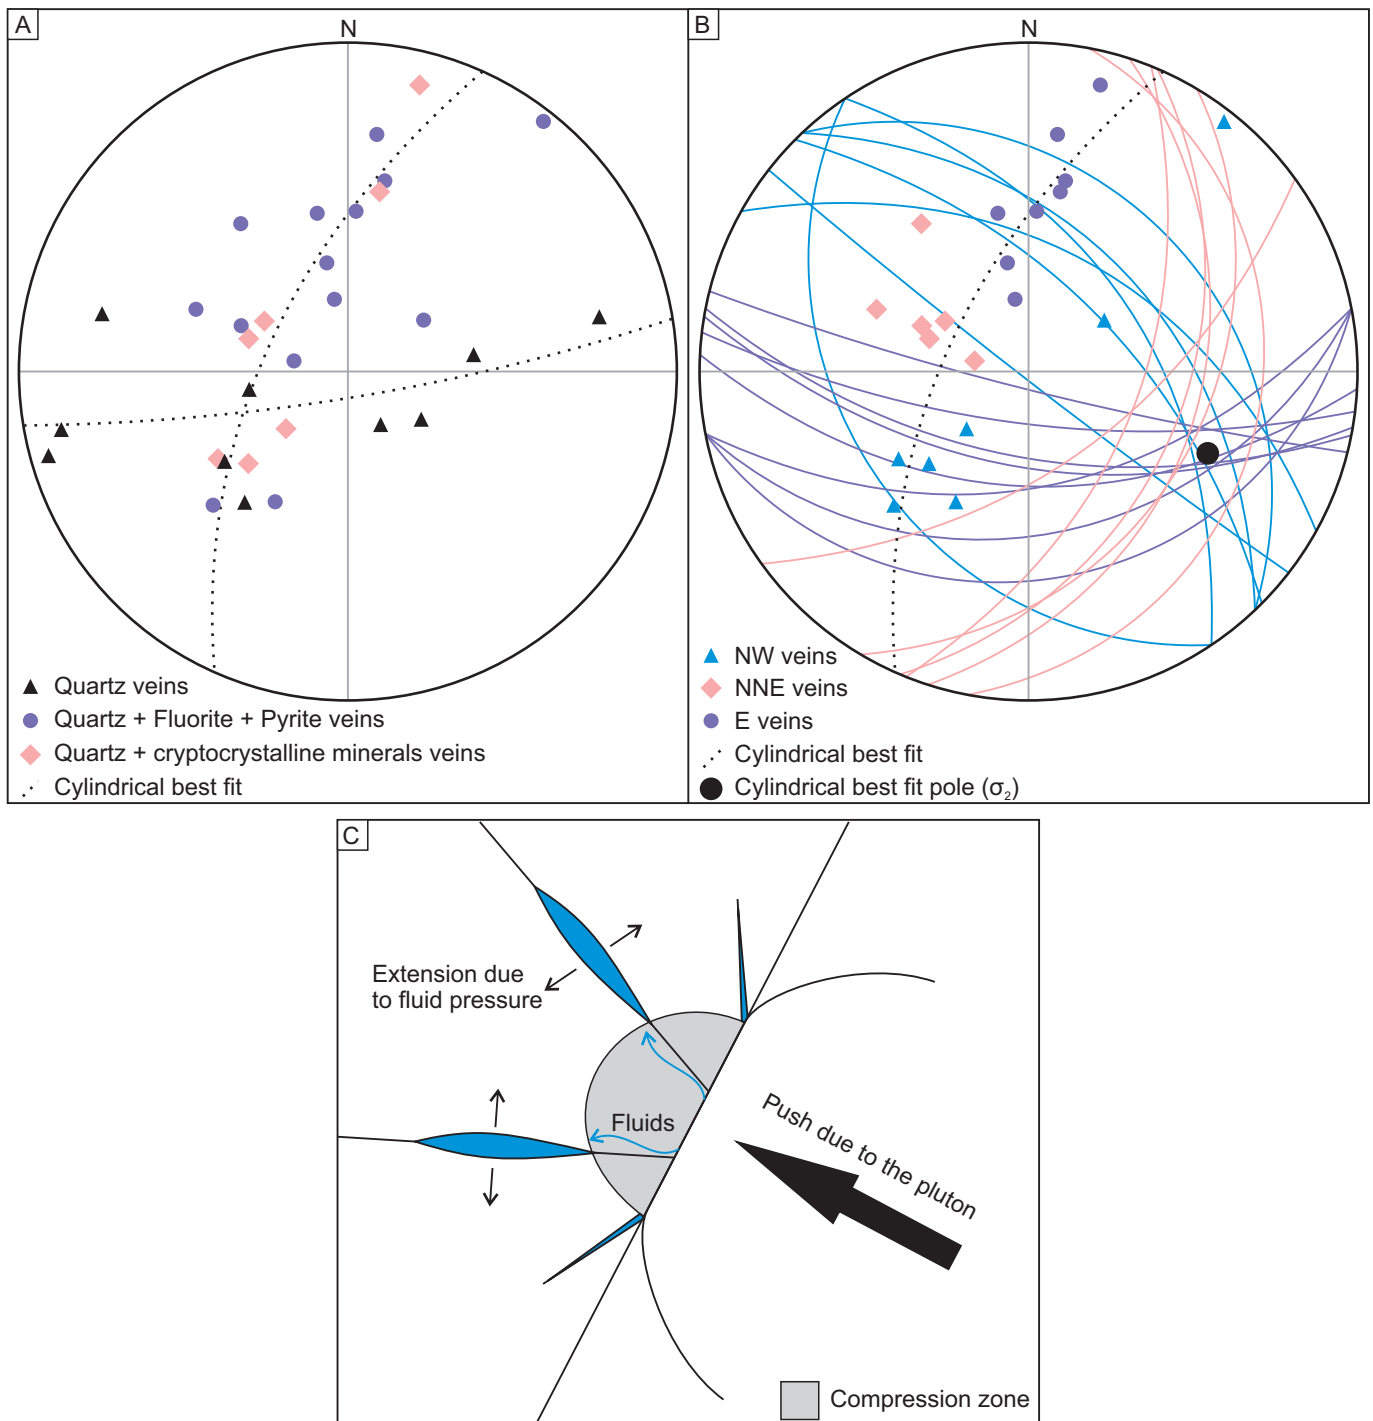 A
N
Quartz veins
Quartz + Fluorite + Pyrite veins
Quartz + cryptocrystalline minerals veins
Cylindrical best fit
B
N
NW veins
NNE veins
E veins
Cylindrical best fit
Cylindrical best fit pole (σ₂)
C
Extension due
to fluid pressure
Fluids
Push due to the pluton
Compression zone